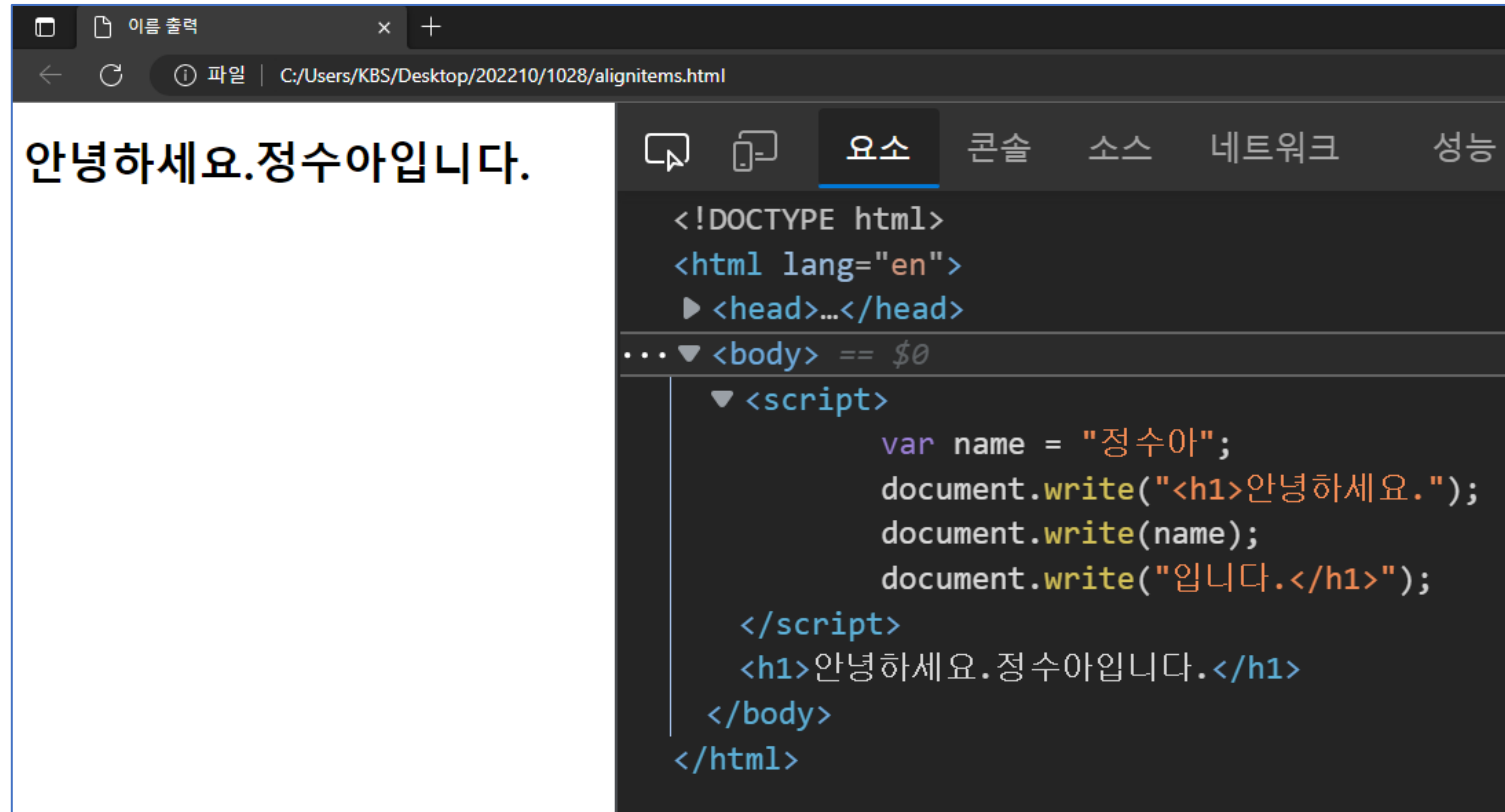 이름 출력
파일 C:/Users/KBS/Desktop/202210/1028/alignitems.html
안녕하세요.정수아입니다.
요소 콘솔 소스 네트워크 성능
<!DOCTYPE html>
<html lang="en">
<head>…</head>
<body> == $0
<script>
var name = "정수아";
document.write("<h1>안녕하세요.");
document.write(name);
document.write("입니다.</h1>");
</script>
<h1>안녕하세요.정수아입니다.</h1>
</body>
</html>